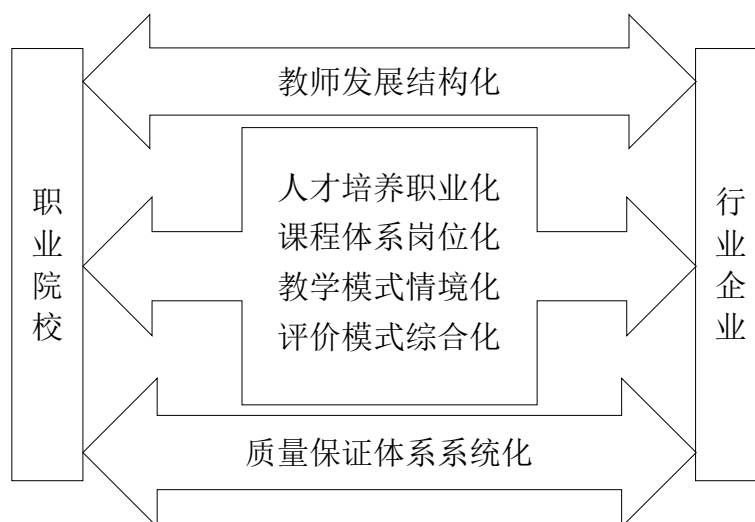 职业院校
教师发展结构化
人才培养职业化
课程体系岗位化
教学模式情境化
评价模式综合化
质量保证体系系统化
行业企业